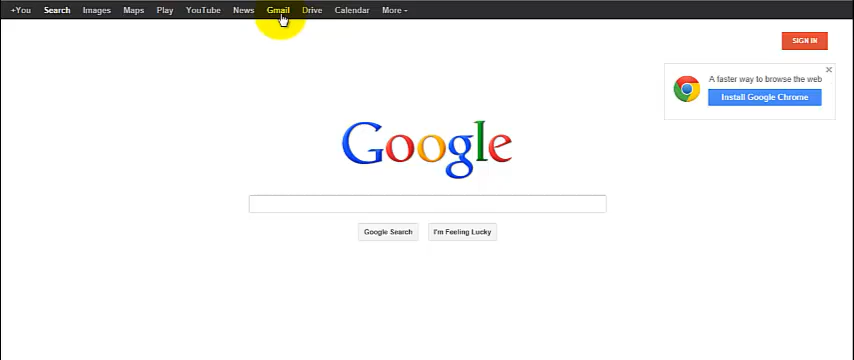 +You Search Images Maps Play YouTube News Gmail Drive Calendar More
SIGN IN
A faster way to browse the web
Install Google Chrome
Google
Google Search I'm Feeling Lucky